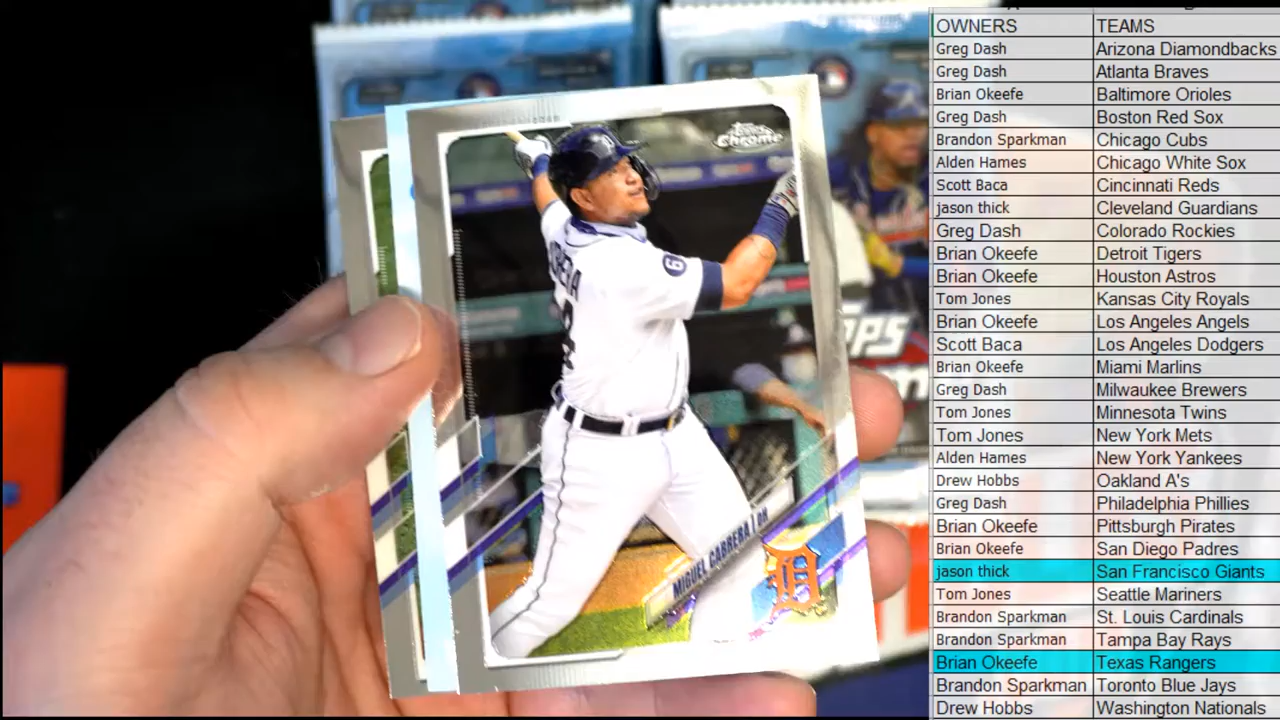 Topps
Chrome
6
MIGUEL CABRERA | DH
D
OPS
OWNERS TEAMS
Greg Dash Arizona Diamondbacks
Greg Dash Atlanta Braves
Brian Okeefe Baltimore Orioles
Greg Dash Boston Red Sox
Brandon Sparkman Chicago Cubs
Alden Hames Chicago White Sox
Scott Baca Cincinnati Reds
jason thick Cleveland Guardians
Greg Dash Colorado Rockies
Brian Okeefe Detroit Tigers
Brian Okeefe Houston Astros
Tom Jones Kansas City Royals
Brian Okeefe Los Angeles Angels
Scott Baca Los Angeles Dodgers
Brian Okeefe Miami Marlins
Greg Dash Milwaukee Brewers
Tom Jones Minnesota Twins
Tom Jones New York Mets
Alden Hames New York Yankees
Drew Hobbs Oakland A's
Greg Dash Philadelphia Phillies
Brian Okeefe Pittsburgh Pirates
Brian Okeefe San Diego Padres
jason thick San Francisco Giants
Tom Jones Seattle Mariners
Brandon Sparkman St. Louis Cardinals
Brandon Sparkman Tampa Bay Rays
Brian Okeefe Texas Rangers
Brandon Sparkman Toronto Blue Jays
Drew Hobbs Washington Nationals